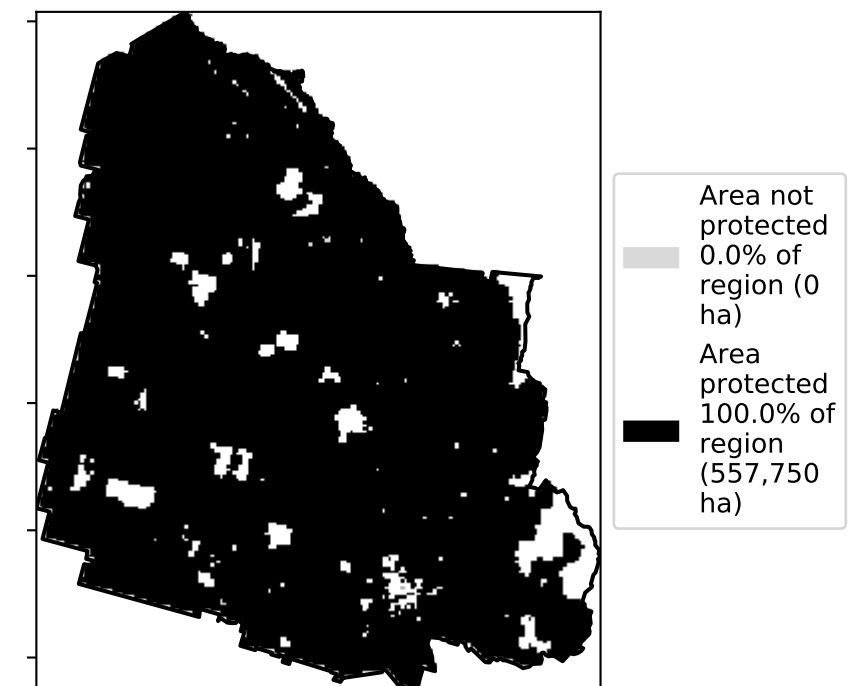 Area not
protected
0.0% of
region (0
ha)
Area
protected
100.0% of
region
(557,750
ha)